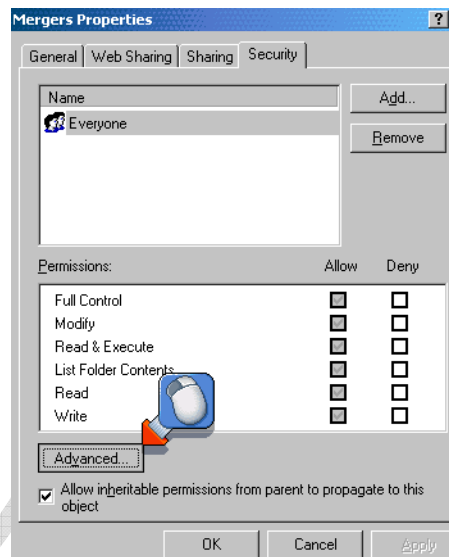 Mergers Properties ?
General Web Sharing Sharing Security
Name
Add...
Everyone
Remove
Permissions: Allow Deny
Full Control
Modify
Read & Execute
List Folder Contents
Read
Write
Advanced...
Allow inheritable permissions from parent to propagate to this
object
OK Cancel Apply